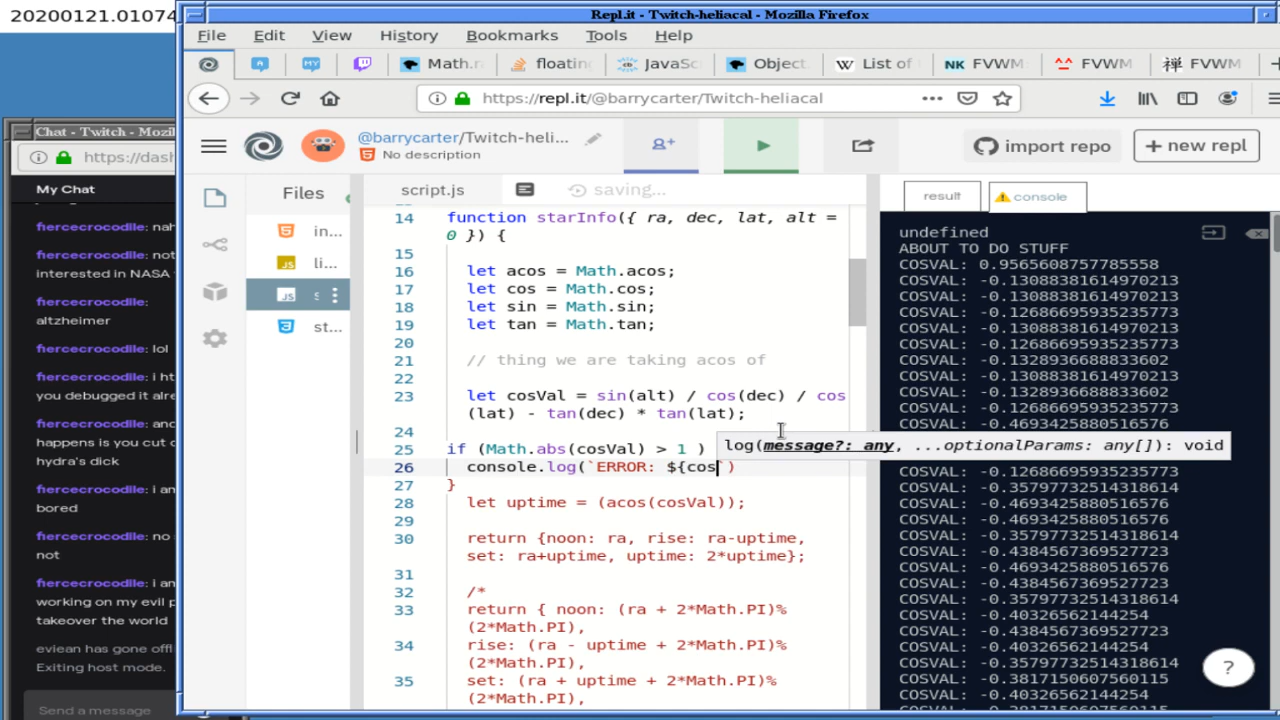 20200121.01074
Repl.it - Twitch-heliacal - Mozilla Firefox
File Edit View History Bookmarks Tools Help
Math.r
floatin
JavaSc
Object
List of
FVWM
FVWM
FVWM
https://repl.it/@barrycarter/Twitch-heliacal
Chat - Twitch - Mozil
https://dash
@barrycarter/Twitch-heli...
No description
import repo
+ new repl
My Chat
fiercecrocodile: nah
fiercecrocodile: not
interested in NASA
fiercecrocodile:
altzheimer
fiercecrocodile: lol
fiercecrocodile: i ht
you debugged it alre
fiercecrocodile: and
happens is you cut o
hydra's dick
fiercecrocodile: i am
bored
fiercecrocodile: no
not
fiercecrocodile: i am
working on my evil p
takeover the world
eviean has gone offl
Exiting host mode.
Send a message
Files
in...
li...
s
st...
script.js
saving...
14 function starInfo({ ra, dec, lat, alt =
0 }) {
15
16 let acos = Math.acos;
17 let cos = Math.cos;
18 let sin = Math.sin;
19 let tan = Math.tan;
20
21 // thing we are taking acos of
22
23 let cosVal = sin(alt) / cos(dec) / cos
(lat) - tan(dec) * tan(lat);
24
25 if (Math.abs(cosVal) > 1 )
26 console.log(`ERROR: ${cos`)
27 }
28 let uptime = (acos(cosVal));
29
30 return {noon: ra, rise: ra-uptime,
set: ra+uptime, uptime: 2*uptime};
31
32 /*
33 return { noon: (ra + 2*Math.PI)%
(2*Math.PI),
34 rise: (ra - uptime + 2*Math.PI)%
(2*Math.PI),
35 set: (ra + uptime + 2*Math.PI)%
(2*Math.PI),
log(message?: any, ...optionalParams: any[]): void
result
console
undefined
ABOUT TO DO STUFF
COSVAL: 0.9565608757785558
COSVAL: -0.13088381614970213
COSVAL: -0.13088381614970213
COSVAL: -0.12686695935235773
COSVAL: -0.13088381614970213
COSVAL: -0.12686695935235773
COSVAL: -0.1328936688833602
COSVAL: -0.13088381614970213
COSVAL: -0.1328936688833602
COSVAL: -0.12686695935235773
COSVAL: -0.4693425880516576
COSVAL: -0.12686695935235773
COSVAL: -0.35797732514318614
COSVAL: -0.4693425880516576
COSVAL: -0.4693425880516576
COSVAL: -0.35797732514318614
COSVAL: -0.4384567369527723
COSVAL: -0.4693425880516576
COSVAL: -0.4384567369527723
COSVAL: -0.35797732514318614
COSVAL: -0.40326562144254
COSVAL: -0.4384567369527723
COSVAL: -0.40326562144254
COSVAL: -0.35797732514318614
COSVAL: -0.3817150607560115
COSVAL: -0.40326562144254
COSVAL: -0.3817150607560115
?